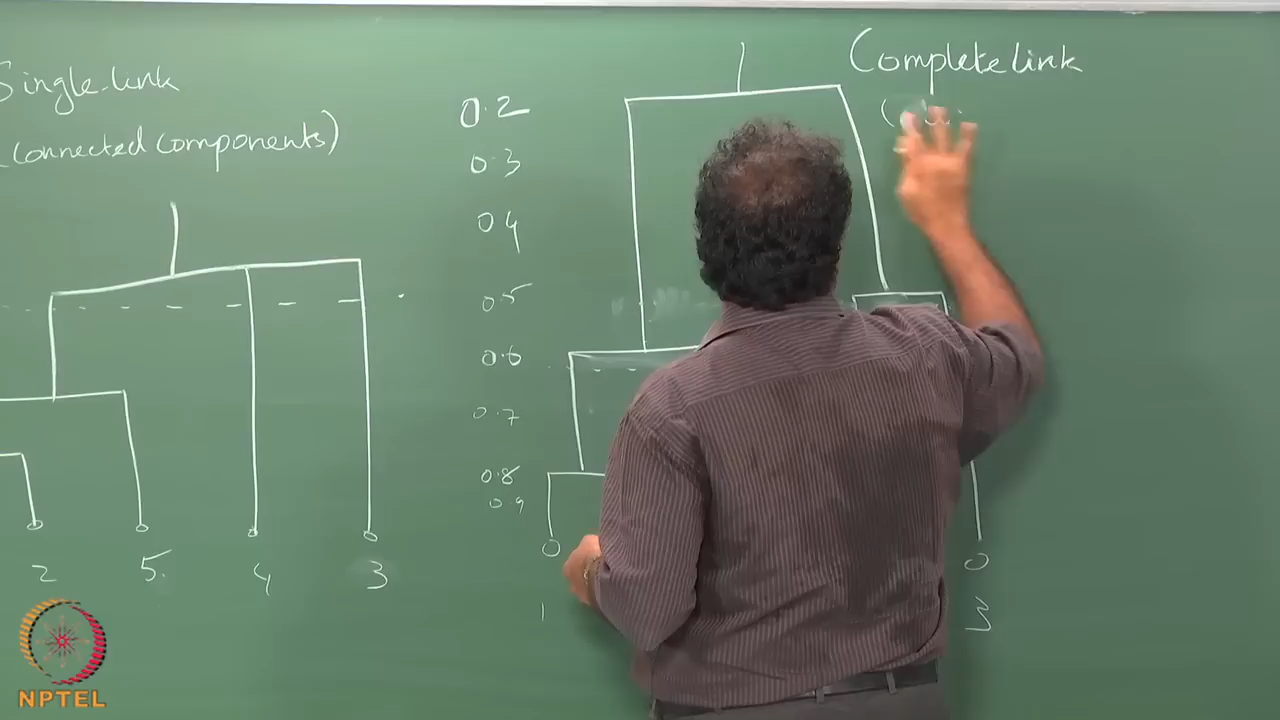 Single-link
(Connected components)
2 5. 4 3
0.2
0.3
0.4
0.5
0.6
0.7
0.8
0.9
1 3
Complete link
NPTEL